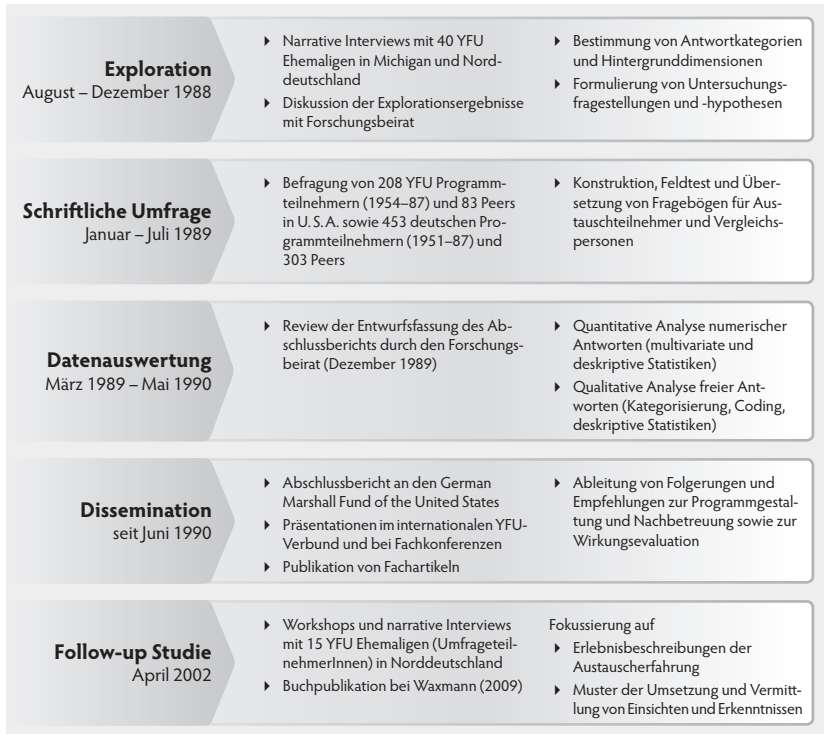 Exploration
August – Dezember 1988
‣ Narrative Interviews mit 40 YFU
Ehemaligen in Michigan und Nord-
deutschland
‣ Diskussion der Explorationsergebnisse
mit Forschungsbeirat
‣ Bestimmung von Antwortkategorien
und Hintergrunddimensionen
‣ Formulierung von Untersuchungs-
fragestellungen und -hypothesen
Schriftliche Umfrage
Januar – Juli 1989
‣ Befragung von 208 YFU Programm-
teilnehmern (1954–87) und 83 Peers
in U. S. A. sowie 453 deutschen Pro-
grammteilnehmern (1951–87) und
303 Peers
‣ Konstruktion, Feldtest und Über-
setzung von Fragebögen für Aus-
tauschteilnehmer und Vergleichs-
personen
Datenauswertung
März 1989 – Mai 1990
‣ Review der Entwurfsfassung des Ab-
schlussberichts durch den Forschungs-
beirat (Dezember 1989)
‣ Quantitative Analyse numerischer
Antworten (multivariate und
deskriptive Statistiken)
‣ Qualitative Analyse freier Ant-
worten (Kategorisierung, Coding,
deskriptive Statistiken)
Dissemination
seit Juni 1990
‣ Abschlussbericht an den German
Marshall Fund of the United States
‣ Präsentationen im internationalen YFU-
Verbund und bei Fachkonferenzen
‣ Publikation von Fachartikeln
‣ Ableitung von Folgerungen und
Empfehlungen zur Programmgestal-
tung und Nachbetreuung sowie zur
Wirkungsevaluation
Follow-up Studie
April 2002
‣ Workshops und narrative Interviews
mit 15 YFU Ehemaligen (Umfrageteil-
nehmerInnen) in Norddeutschland
‣ Buchpublikation bei Waxmann (2009)
Fokussierung auf
‣ Erlebnisbeschreibungen der
Austauscherfahrung
‣ Muster der Umsetzung und Vermitt-
lung von Einsichten und Erkenntnissen